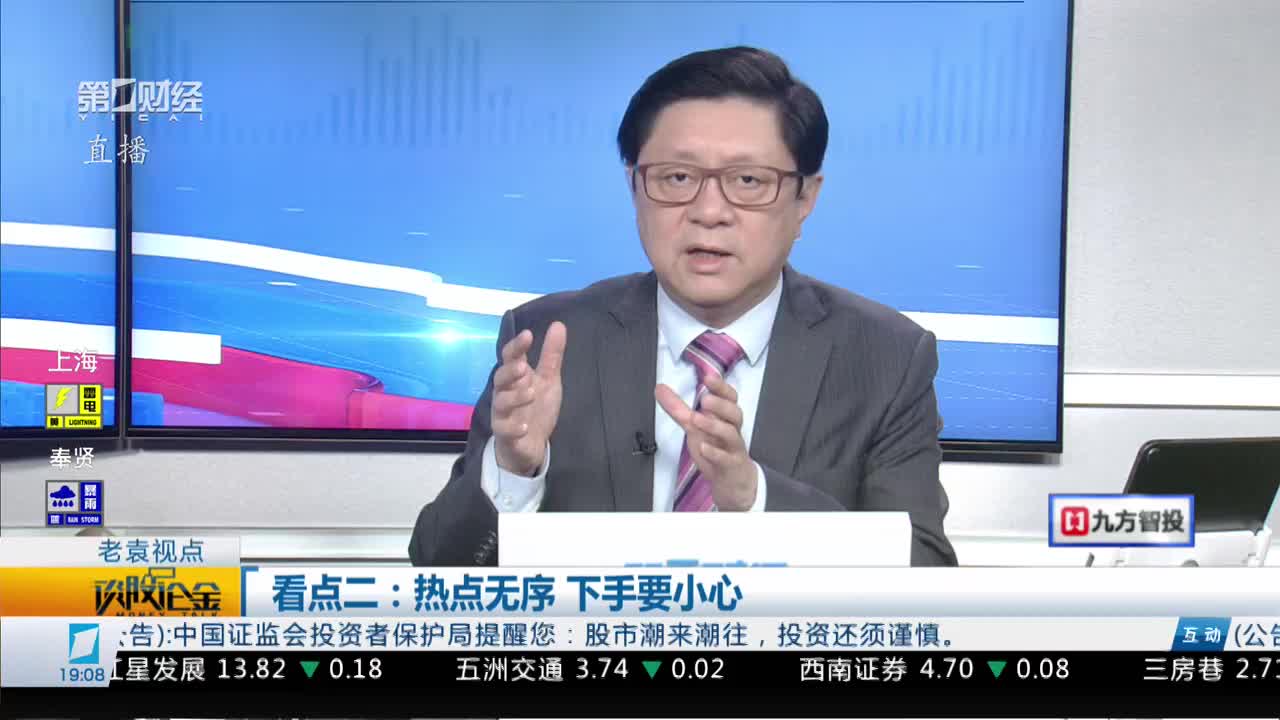 第1财经
YICAI
直播
上海
雷电
黄 LIGHTNING
奉贤
暴雨
蓝 RAIN STORM
九方智投
老袁视点
谈股论金
MONEY TALK
看点二：热点无序 下手要小心
公告):中国证监会投资者保护局提醒您：股市潮来潮往，投资还须谨慎。
互动
(公告
19:08
红星发展 13.82 ▼ 0.18 五洲交通 3.74 ▼ 0.02 西南证券 4.70 ▼ 0.08 三房巷 2.71